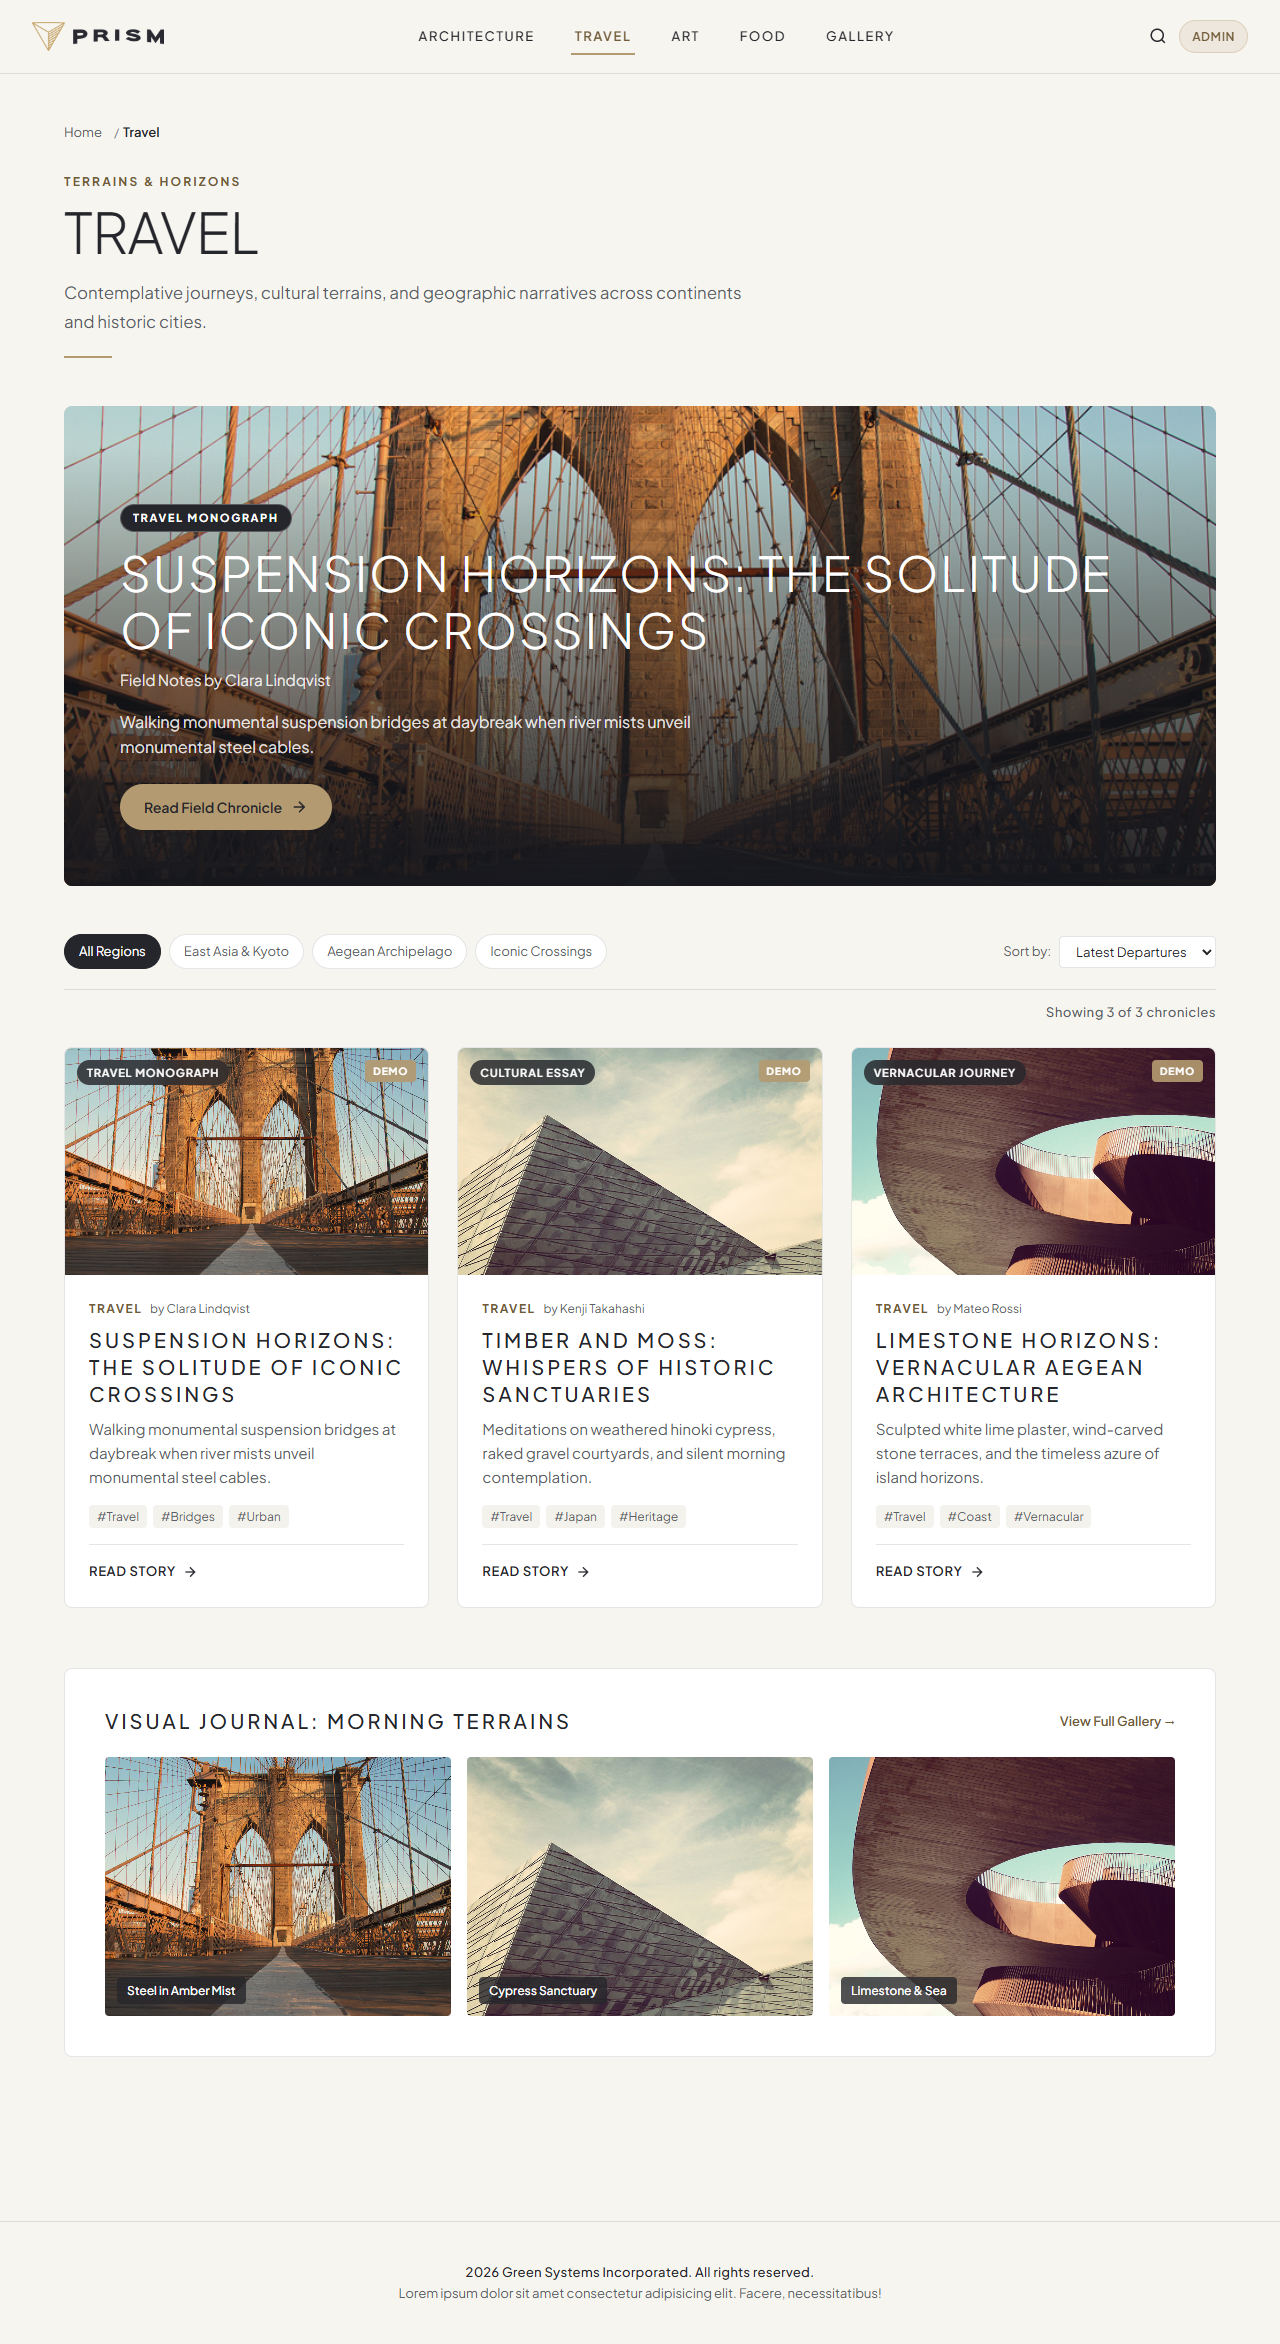 PRISM
ARCHITECTURE TRAVEL ART FOOD GALLERY
ADMIN
Home / Travel
TERRAINS & HORIZONS
TRAVEL
Contemplative journeys, cultural terrains, and geographic narratives across continents
and historic cities.
TRAVEL MONOGRAPH
SUSPENSION HORIZONS: THE SOLITUDE
OF ICONIC CROSSINGS
Field Notes by Clara Lindqvist
Walking monumental suspension bridges at daybreak when river mists unveil
monumental steel cables.
Read Field Chronicle →
All Regions East Asia & Kyoto Aegean Archipelago Iconic Crossings
Sort by: Latest Departures
Showing 3 of 3 chronicles
TRAVEL MONOGRAPH DEMO
TRAVEL by Clara Lindqvist
SUSPENSION HORIZONS:
THE SOLITUDE OF ICONIC
CROSSINGS
Walking monumental suspension bridges at
daybreak when river mists unveil
monumental steel cables.
#Travel #Bridges #Urban
READ STORY →
CULTURAL ESSAY DEMO
TRAVEL by Kenji Takahashi
TIMBER AND MOSS:
WHISPERS OF HISTORIC
SANCTUARIES
Meditations on weathered hinoki cypress,
raked gravel courtyards, and silent morning
contemplation.
#Travel #Japan #Heritage
READ STORY →
VERNACULAR JOURNEY DEMO
TRAVEL by Mateo Rossi
LIMESTONE HORIZONS:
VERNACULAR AEGEAN
ARCHITECTURE
Sculpted white lime plaster, wind-carved
stone terraces, and the timeless azure of
island horizons.
#Travel #Coast #Vernacular
READ STORY →
VISUAL JOURNAL: MORNING TERRAINS
View Full Gallery →
Steel in Amber Mist
Cypress Sanctuary
Limestone & Sea
2026 Green Systems Incorporated. All rights reserved.
Lorem ipsum dolor sit amet consectetur adipisicing elit. Facere, necessitatibus!